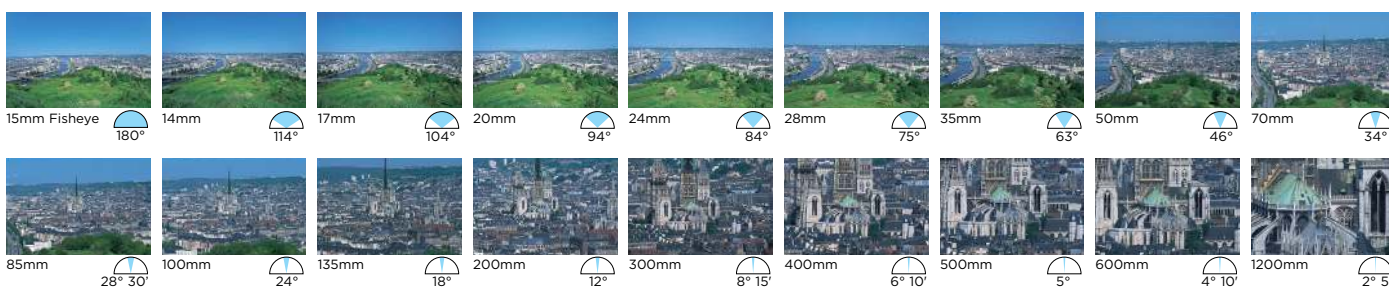 15mm Fisheye 180°
14mm 114°
17mm 104°
20mm 94°
24mm 84°
28mm 75°
35mm 63°
50mm 46°
70mm 34°
85mm 28° 30′
100mm 24°
135mm 18°
200mm 12°
300mm 8° 15′
400mm 6° 10′
500mm 5°
600mm 4° 10′
1200mm 2° 5